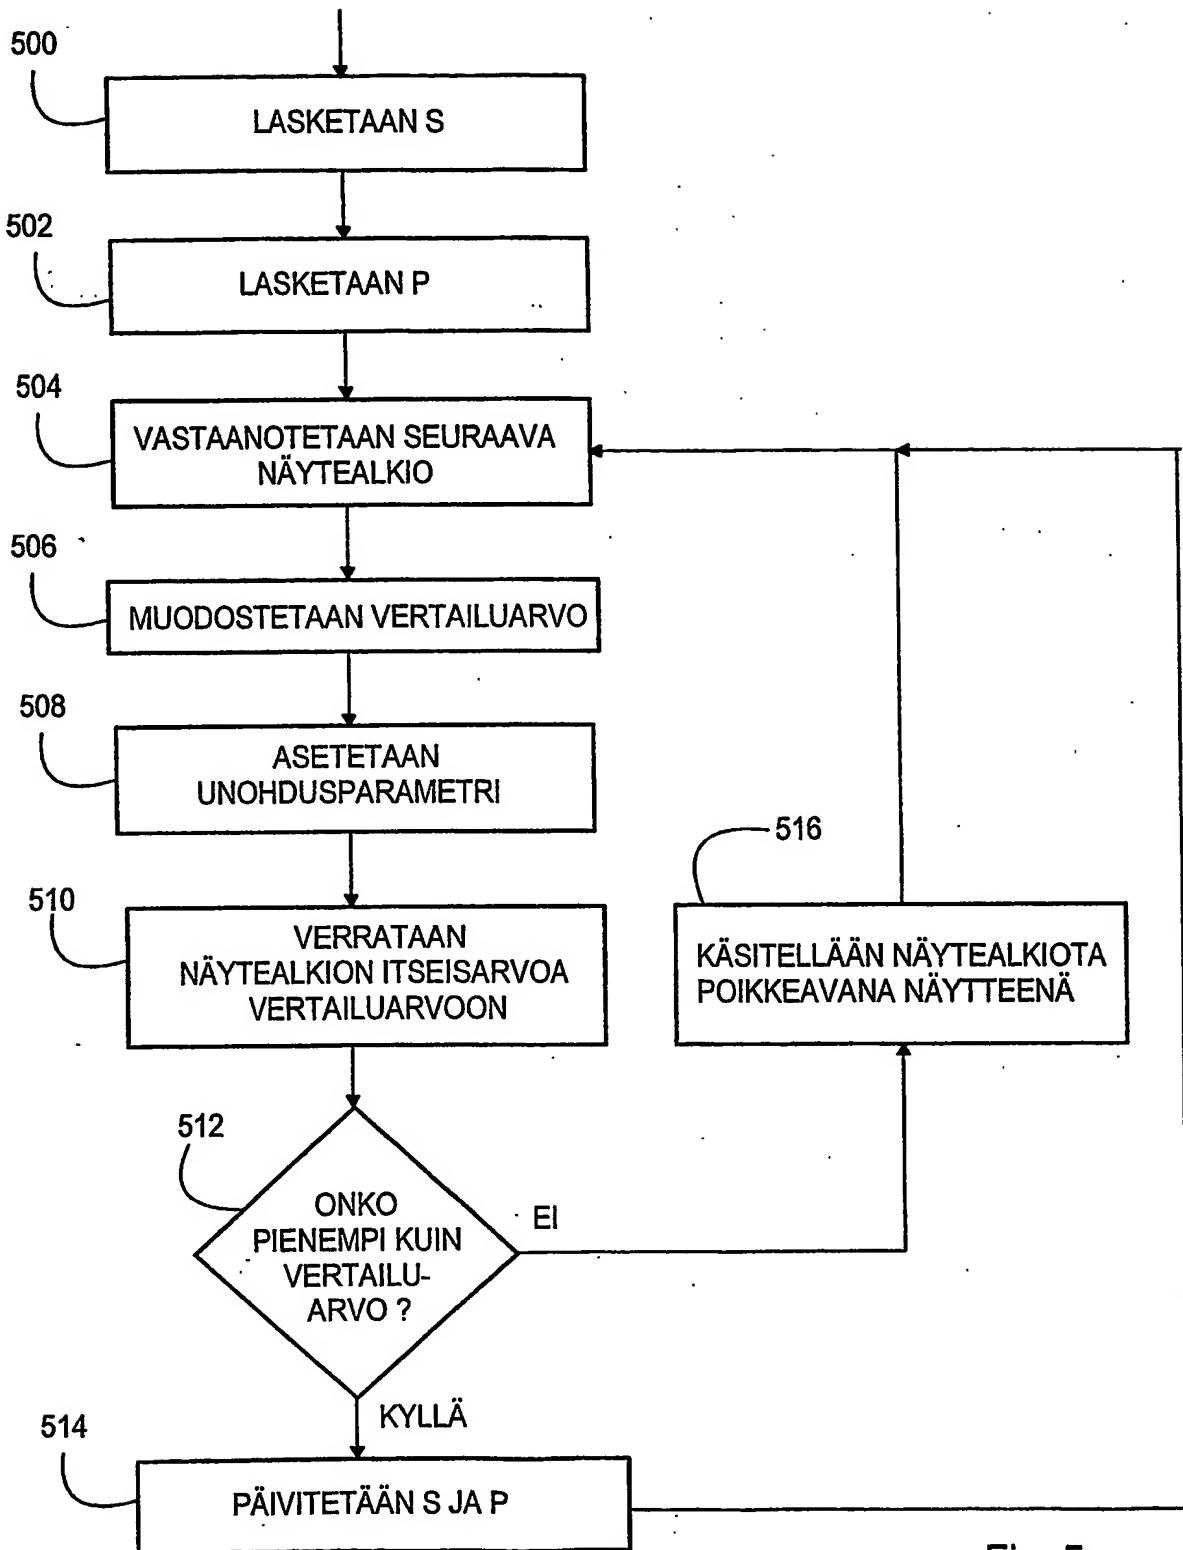 500
LASKETAAN S
502
LASKETAAN P
504
VASTAANOTETAAN SEURAAVA
NÄYTEALKIO
506
MUODOSTETAAN VERTAILUARVO
508
ASETETAAN
UNOHDUSPARAMETRI
516
510
VERRATAAN
NÄYTEALKION ITSEISARVOA
VERTAILUARVOON
KÄSITELLÄÄN NÄYTEALKIOTA
POIKKEAVANA NÄYTTEENÄ
512
ONKO
PIENEMPI KUIN
VERTAILU-
ARVO ?
EI
KYLLÄ
514
PÄIVITETÄÄN S JA P